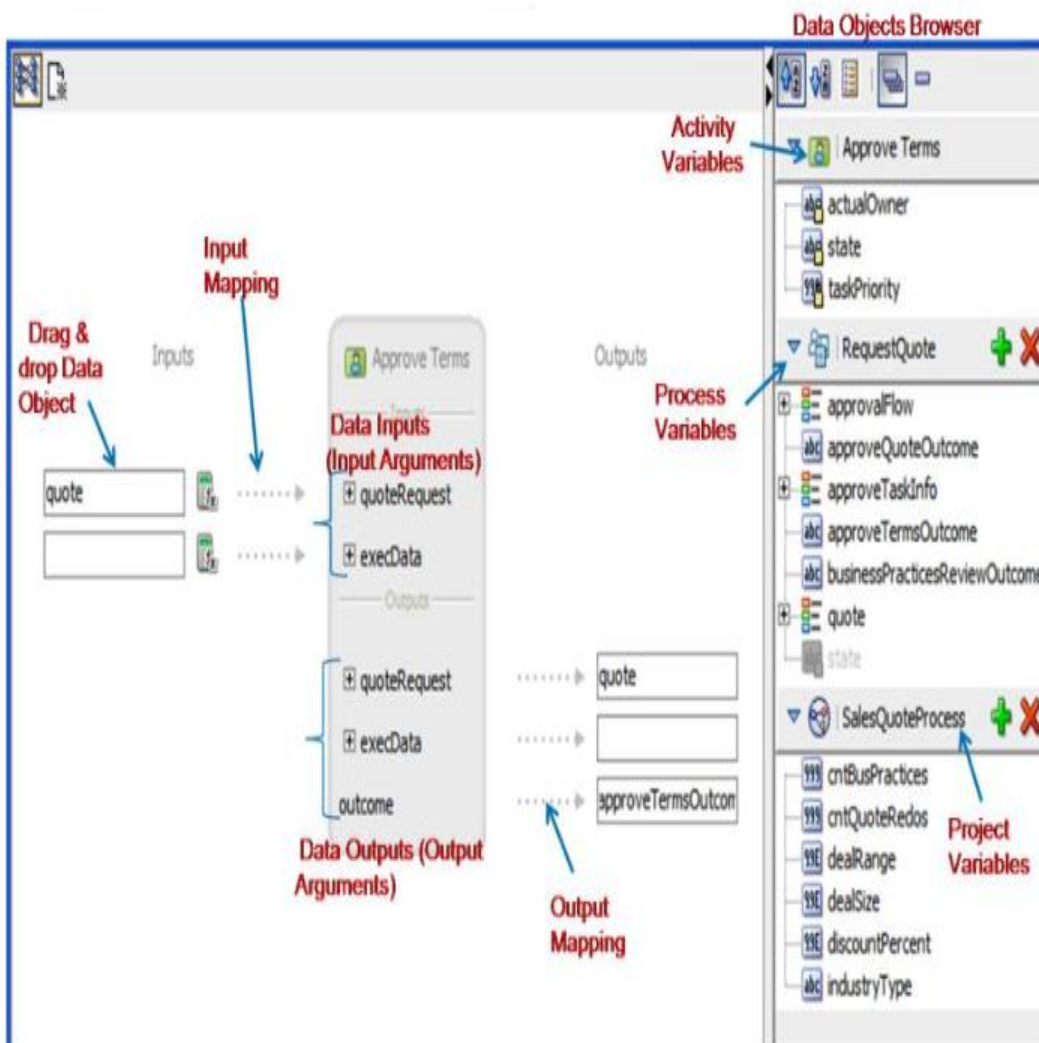 Data Objects Browser
Activity
Variables
Approve Terms
actualOwner
state
taskPriority
Input
Mapping
Drag &
drop Data
Object
Inputs
Approve Terms
Outputs
RequestQuote
Process
Variables
Inputs
Data Inputs
(Input Arguments)
approvalFlow
approveQuoteOutcome
quote
quoteRequest
approveTaskInfo
approveTermsOutcome
execData
businessPracticesReviewOutcome
Outputs
quote
state
quoteRequest
quote
execData
SalesQuoteProcess
outcome
approveTermsOutcom
cntBusPractices
cntQuoteRedos
Project
Variables
Data Outputs (Output
Arguments)
dealRange
dealSize
Output
Mapping
discountPercent
industryType